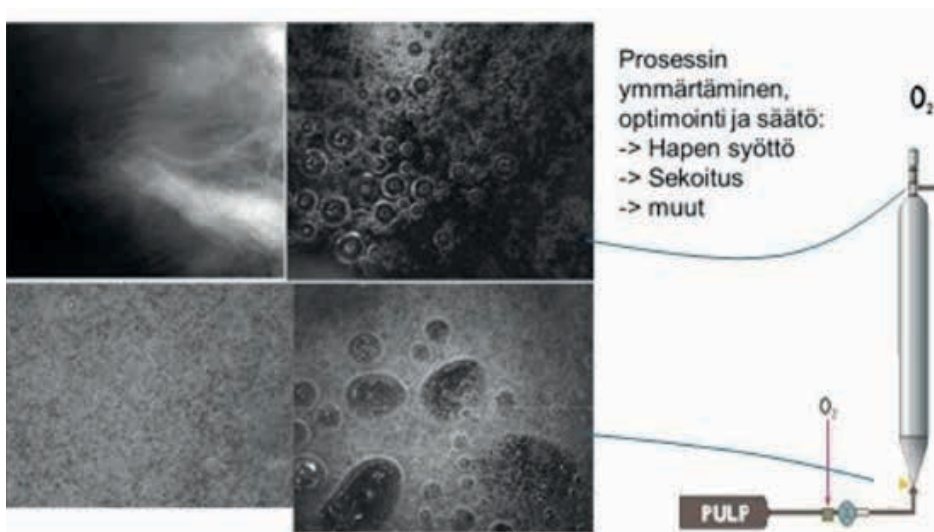 Prosessin
ymmärtäminen,
optimointi ja säätö:
-> Hapen syöttö
-> Sekoitus
-> muut
O₂
O₂
PULP